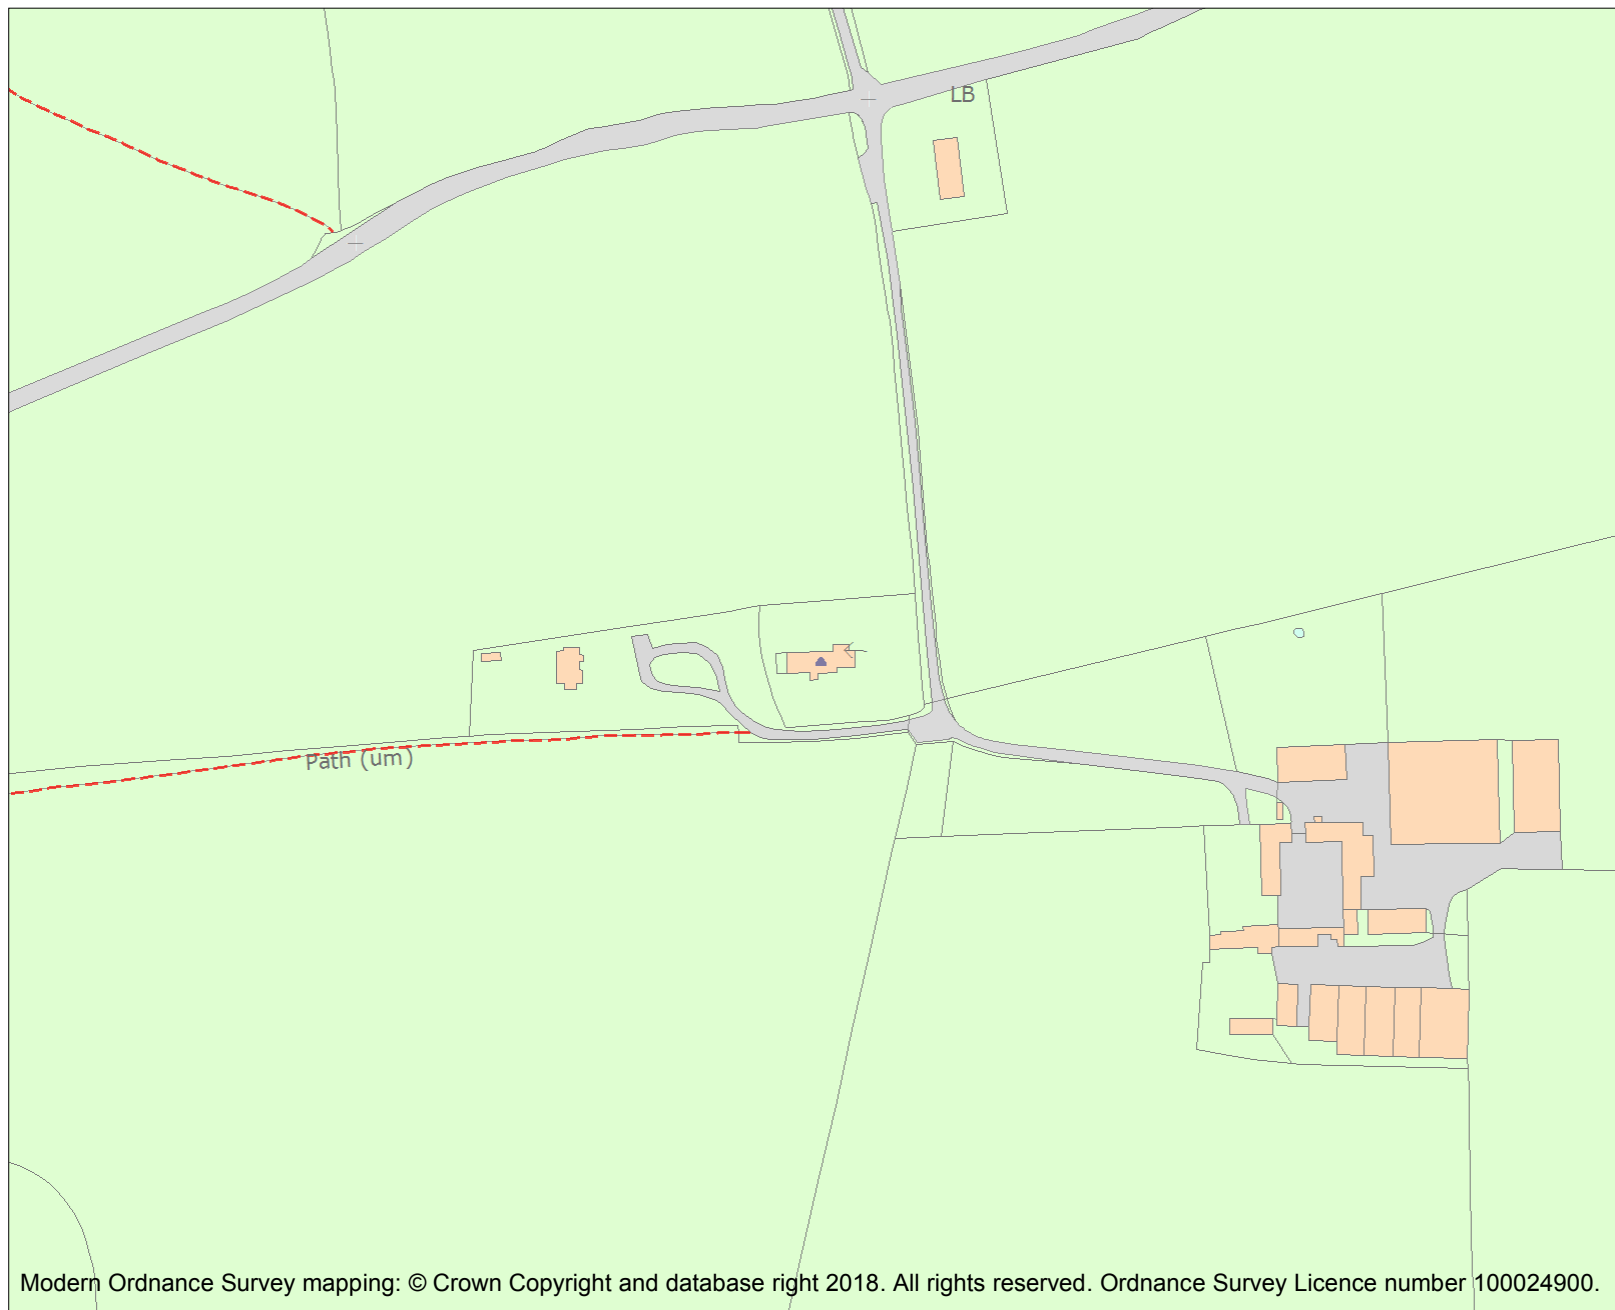 LB
Path (um)
Modern Ordnance Survey mapping: © Crown Copyright and database right 2018. All rights reserved. Ordnance Survey Licence number 100024900.